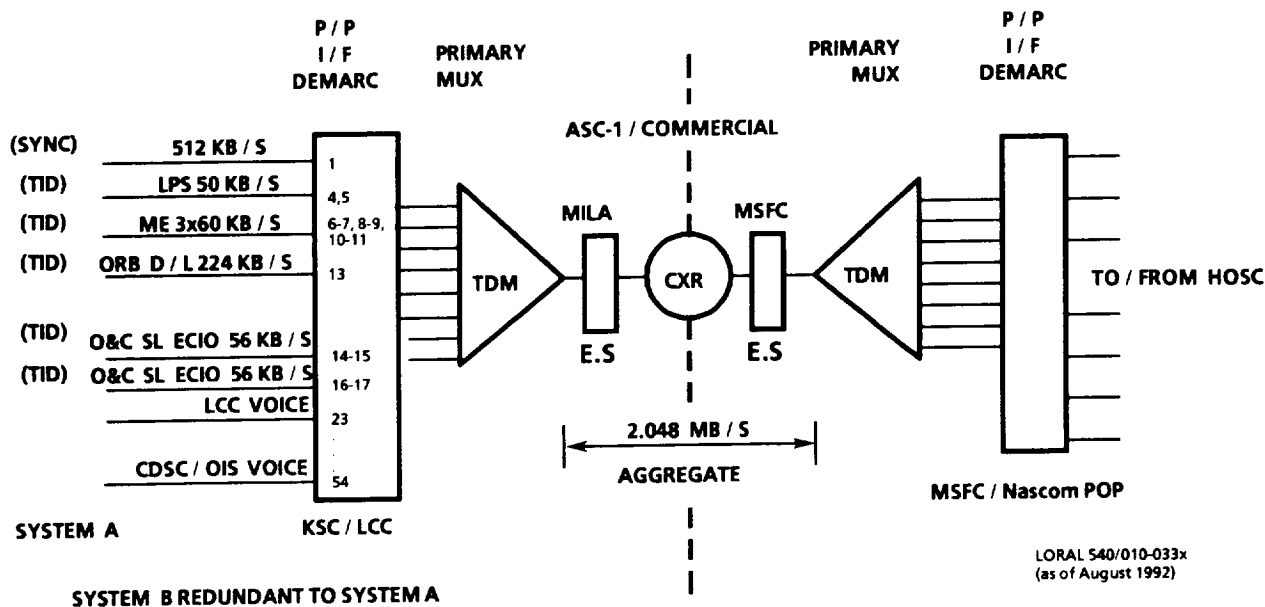 P / P
I / F
DEMARC
PRIMARY
MUX
PRIMARY
MUX
P / P
I / F
DEMARC
ASC-1 / COMMERCIAL
(SYNC) 512 KB / S 1
(TID) LPS 50 KB / S 4,5
(TID) ME 3x60 KB / S 6-7, 8-9,
10-11
(TID) ORB D / L 224 KB / S 13
(TID) O&C SL ECIO 56 KB / S 14-15
(TID) O&C SL ECIO 56 KB / S 16-17
LCC VOICE 23
.
.
CDSC / OIS VOICE 54
TDM
MILA
E.S
CXR
MSFC
E.S
TDM
TO / FROM HOSC
2.048 MB / S
AGGREGATE
SYSTEM A
KSC / LCC
MSFC / Nascom POP
SYSTEM B REDUNDANT TO SYSTEM A
LORAL 540/010-033x
(as of August 1992)